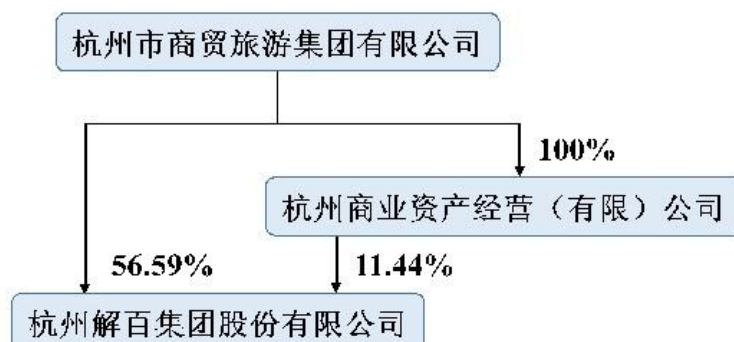 杭州市商贸旅游集团有限公司
100%
杭州商业资产经营（有限）公司
56.59%
11.44%
杭州解百集团股份有限公司